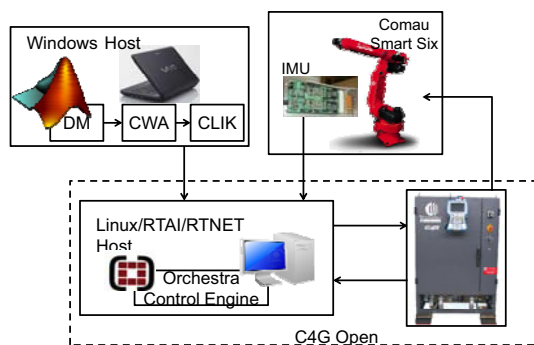 Windows Host
DM
CWA
CLIK
Comau
Smart Six
IMU
Linux/RTAI/RTNET
Host
Orchestra
Control Engine
C4G Open